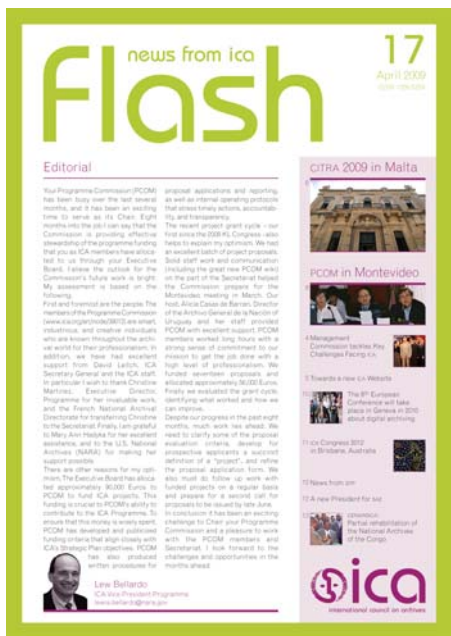 news from ica
Flash
17
April 2009
Editorial
Your Programme Commission (PCOM)
has been busy over the last several
months, and it has been an exciting
time to serve as its Chair. Eight
months into the job I can say that the
Commission is providing effective
stewardship of the programme funding
that you as ICA members have alloca-
ted to us through your Executive
Board. I believe the outlook for the
Commission's future work is bright.
My assessment is based on the
following.
First and foremost are the people. The
members of the Programme Commission
are smart,
industrious, and creative individuals
who are known throughout the archi-
val world for their professionalism. In
addition, we have had excellent
support from David Leitch, ICA
Secretary General and the ICA staff.
In particular I wish to thank Christine
Martinez, Executive Director,
Programme for her invaluable work,
and the French National Archival
Directorate for transferring Christine
to the Secretariat. Finally, I am grateful
to Mary Ann Hadyka for her excellent
assistance, and to the U.S. National
Archives (NARA) for making her
support possible.
There are other reasons for my opti-
mism. The Executive Board has alloca-
ted approximately 90,000 Euros to
PCOM to fund ICA projects. This
funding is crucial to PCOM's ability to
contribute to the ICA Programme. To
ensure that this money is wisely spent,
PCOM has developed and publicized
funding criteria that align closely with
ICA's Strategic Plan objectives. PCOM
has also produced
written procedures for
proposal applications and reporting,
as well as internal operating protocols
that stress timely actions, accountabi-
lity, and transparency.
The recent project grant cycle - our
first since the 2008 KL Congress - also
helps to explain my optimism. We had
an excellent batch of project proposals.
Solid staff work and communication
(including the great new PCOM wiki)
on the part of the Secretariat helped
the Commission prepare for the
Montevideo meeting in March. Our
host, Alicia Casas de Barran, Director
of the Archivo General de la Nación of
Uruguay and her staff provided
PCOM with excellent support. PCOM
members worked long hours with a
strong sense of commitment to our
mission to get the job done with a
high level of professionalism. We
funded seventeen proposals and
allocated approximately 56,000 Euros.
Finally we evaluated the grant cycle,
identifying what worked and how we
can improve.
Despite our progress in the past eight
months, much work lies ahead. We
need to clarify some of the proposal
evaluation criteria, develop for
prospective applicants a succinct
definition of a "project", and refine
the proposal application form. We
also must do follow up work with
funded projects on a regular basis
and prepare for a second call for
proposals to be issued by late June.
In conclusion it has been an exciting
challenge to Chair your Programme
Commission and a pleasure to work
with the PCOM members and
Secretariat. I look forward to the
challenges and opportunities in the
months ahead.
Lew Bellardo
ICA Vice-President Programme
lewis.bellardo@nara.gov
CITRA 2009 in Malta
PCOM in Montevideo
Management
Commission tackles Key
Challenges Facing ICA
Towards a new ICA Website
The 8th European
Conference will take
place in Geneva in 2010
about digital archiving
ICA Congress 2012
in Brisbane, Australia
News from
A new President for
Partial rehabilitation of
the National Archives
of the Congo
ica
international council on archives